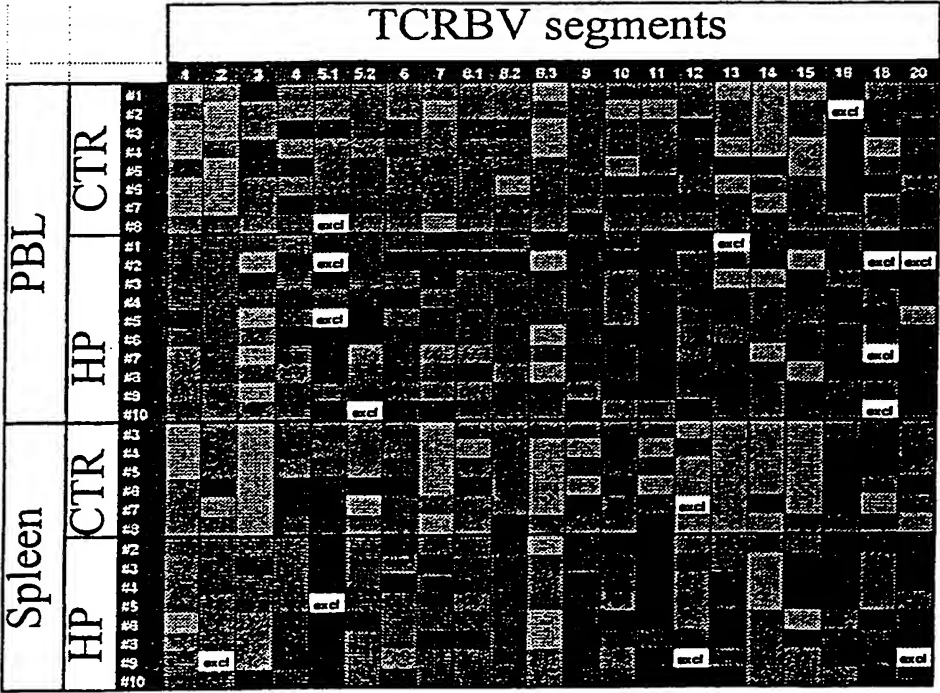 TCRBV segments
1 2 3 4 5.1 5.2 6 7 8.1 8.2 8.3 9 10 11 12 13 14 15 16 18 20
PBL
CTR
#1
#2 excl
#3
#4
#5
#6
#7
#8 excl
HP
#1 excl
#2 excl excl excl
#3
#4
#5 excl
#6
#7 excl
#8
#9
#10 excl excl
Spleen
CTR
#3
#4
#5
#6
#7 excl
#8
HP
#2
#3
#4
#5 excl
#6
#3
#9 excl excl excl
#10